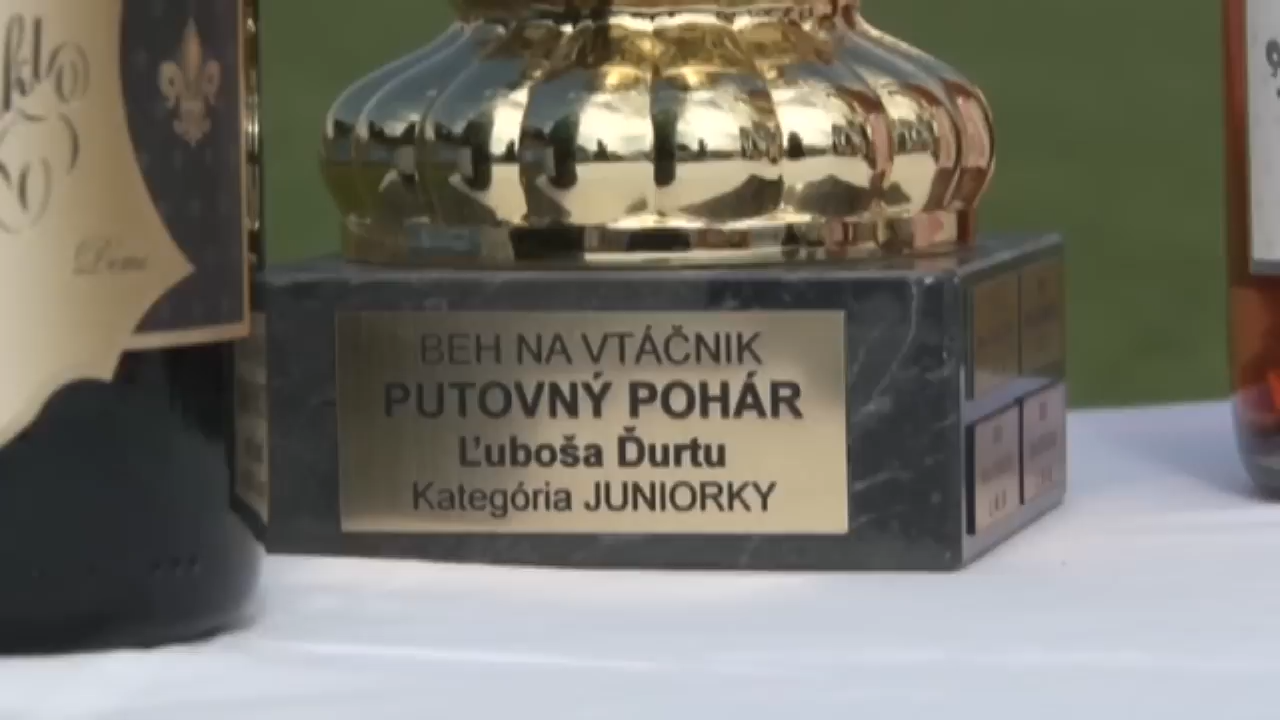 BEH NA VTÁČNIK
PUTOVNÝ POHÁR
Ľuboša Ďurtu
Kategória JUNIORKY